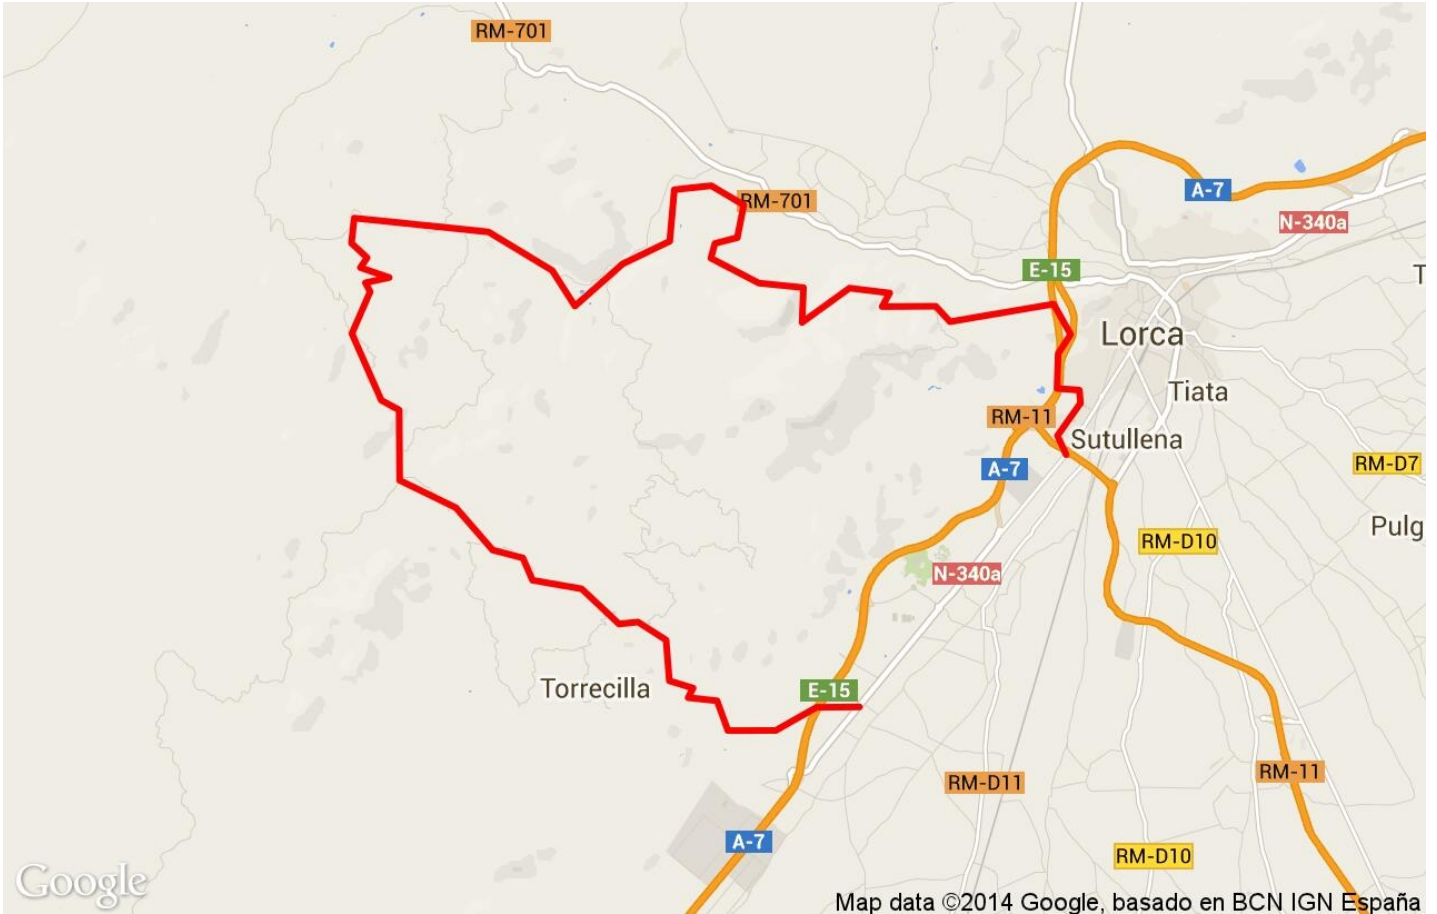 RM-701
A-7
RM-701
N-340a
E-15
T
Lorca
Tiata
RM-11
Sutullena
A-7
RM-D7
Pulg
RM-D10
N-340a
Torrecilla
E-15
RM-D11
RM-11
A-7
RM-D10
Google
Map data ©2014 Google, basado en BCN IGN España